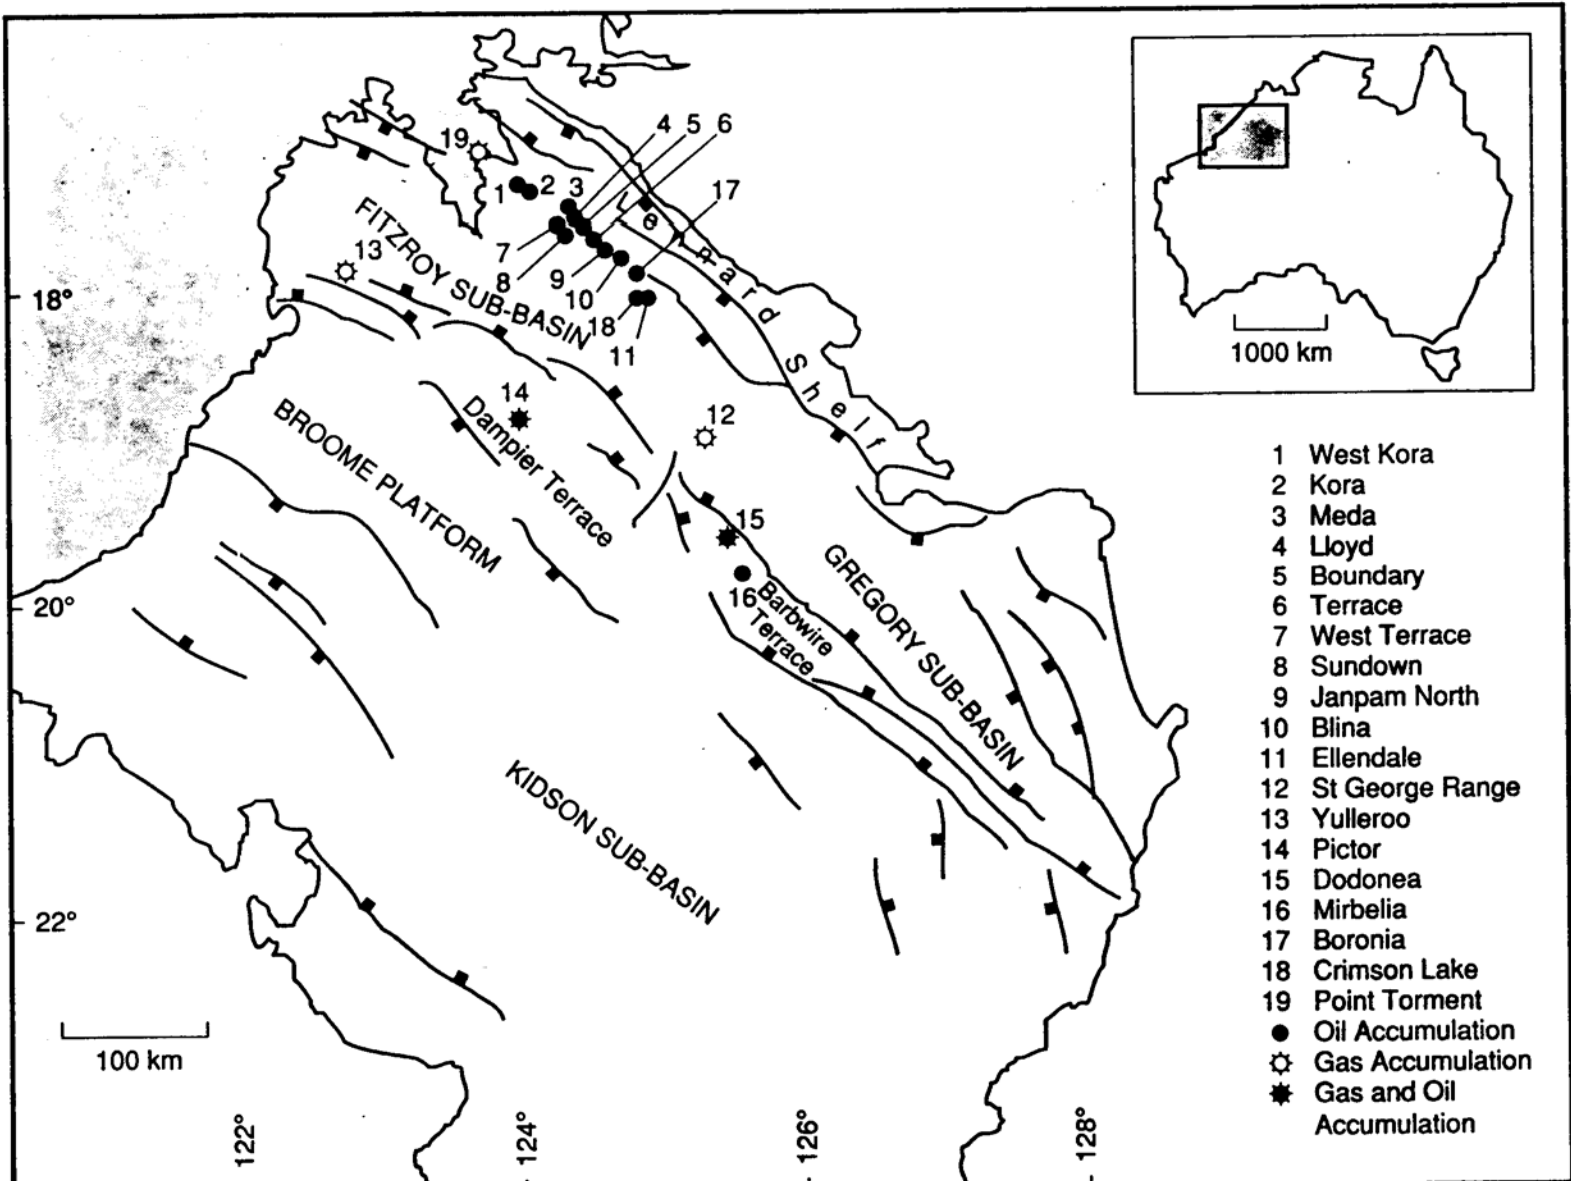 4
5
6
19
1
2
3
17
Lenard Shelf
FITZROY SUB-BASIN
13
7
8
9
10
18
11
18°
1000 km
14
12
Dampier Terrace
BROOME PLATFORM
15
16
Barbwire
Terrace
GREGORY SUB-BASIN
20°
KIDSON SUB-BASIN
22°
100 km
122°
124°
126°
128°
1 West Kora
2 Kora
3 Meda
4 Lloyd
5 Boundary
6 Terrace
7 West Terrace
8 Sundown
9 Janpam North
10 Blina
11 Ellendale
12 St George Range
13 Yulleroo
14 Pictor
15 Dodonea
16 Mirbelia
17 Boronia
18 Crimson Lake
19 Point Torment
Oil Accumulation
Gas Accumulation
Gas and Oil
Accumulation